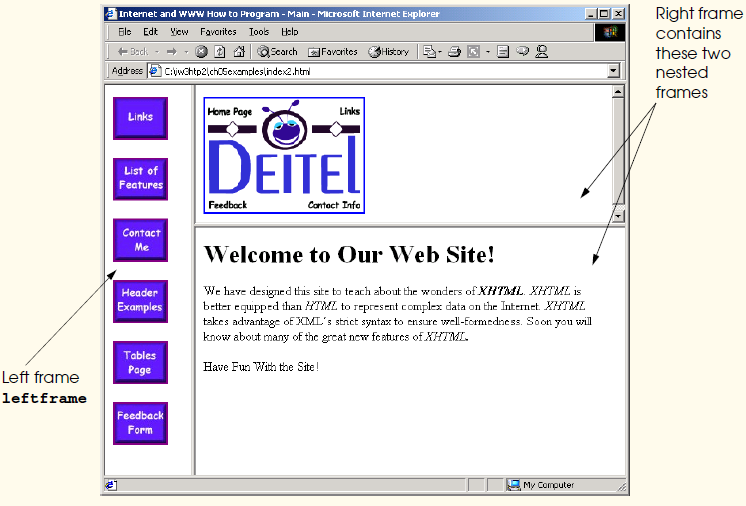 Right frame
contains
these two
nested
frames
Internet and WWW How to Program - Main - Microsoft Internet Explorer
File Edit View Favorites Tools Help
Back Search Favorites History
Address C:\iw3htp2\ch05examples\index2.html
Links
List of
Features
Contact
Me
Header
Examples
Tables
Page
Feedback
Form
Home Page Links
DEITEL
Feedback Contact Info
Welcome to Our Web Site!
We have designed this site to teach about the wonders of XHTML. XHTML is
better equipped than HTML to represent complex data on the Internet. XHTML
takes advantage of XML´s strict syntax to ensure well-formedness. Soon you will
know about many of the great new features of XHTML.
Have Fun With the Site!
Left frame
leftframe
My Computer